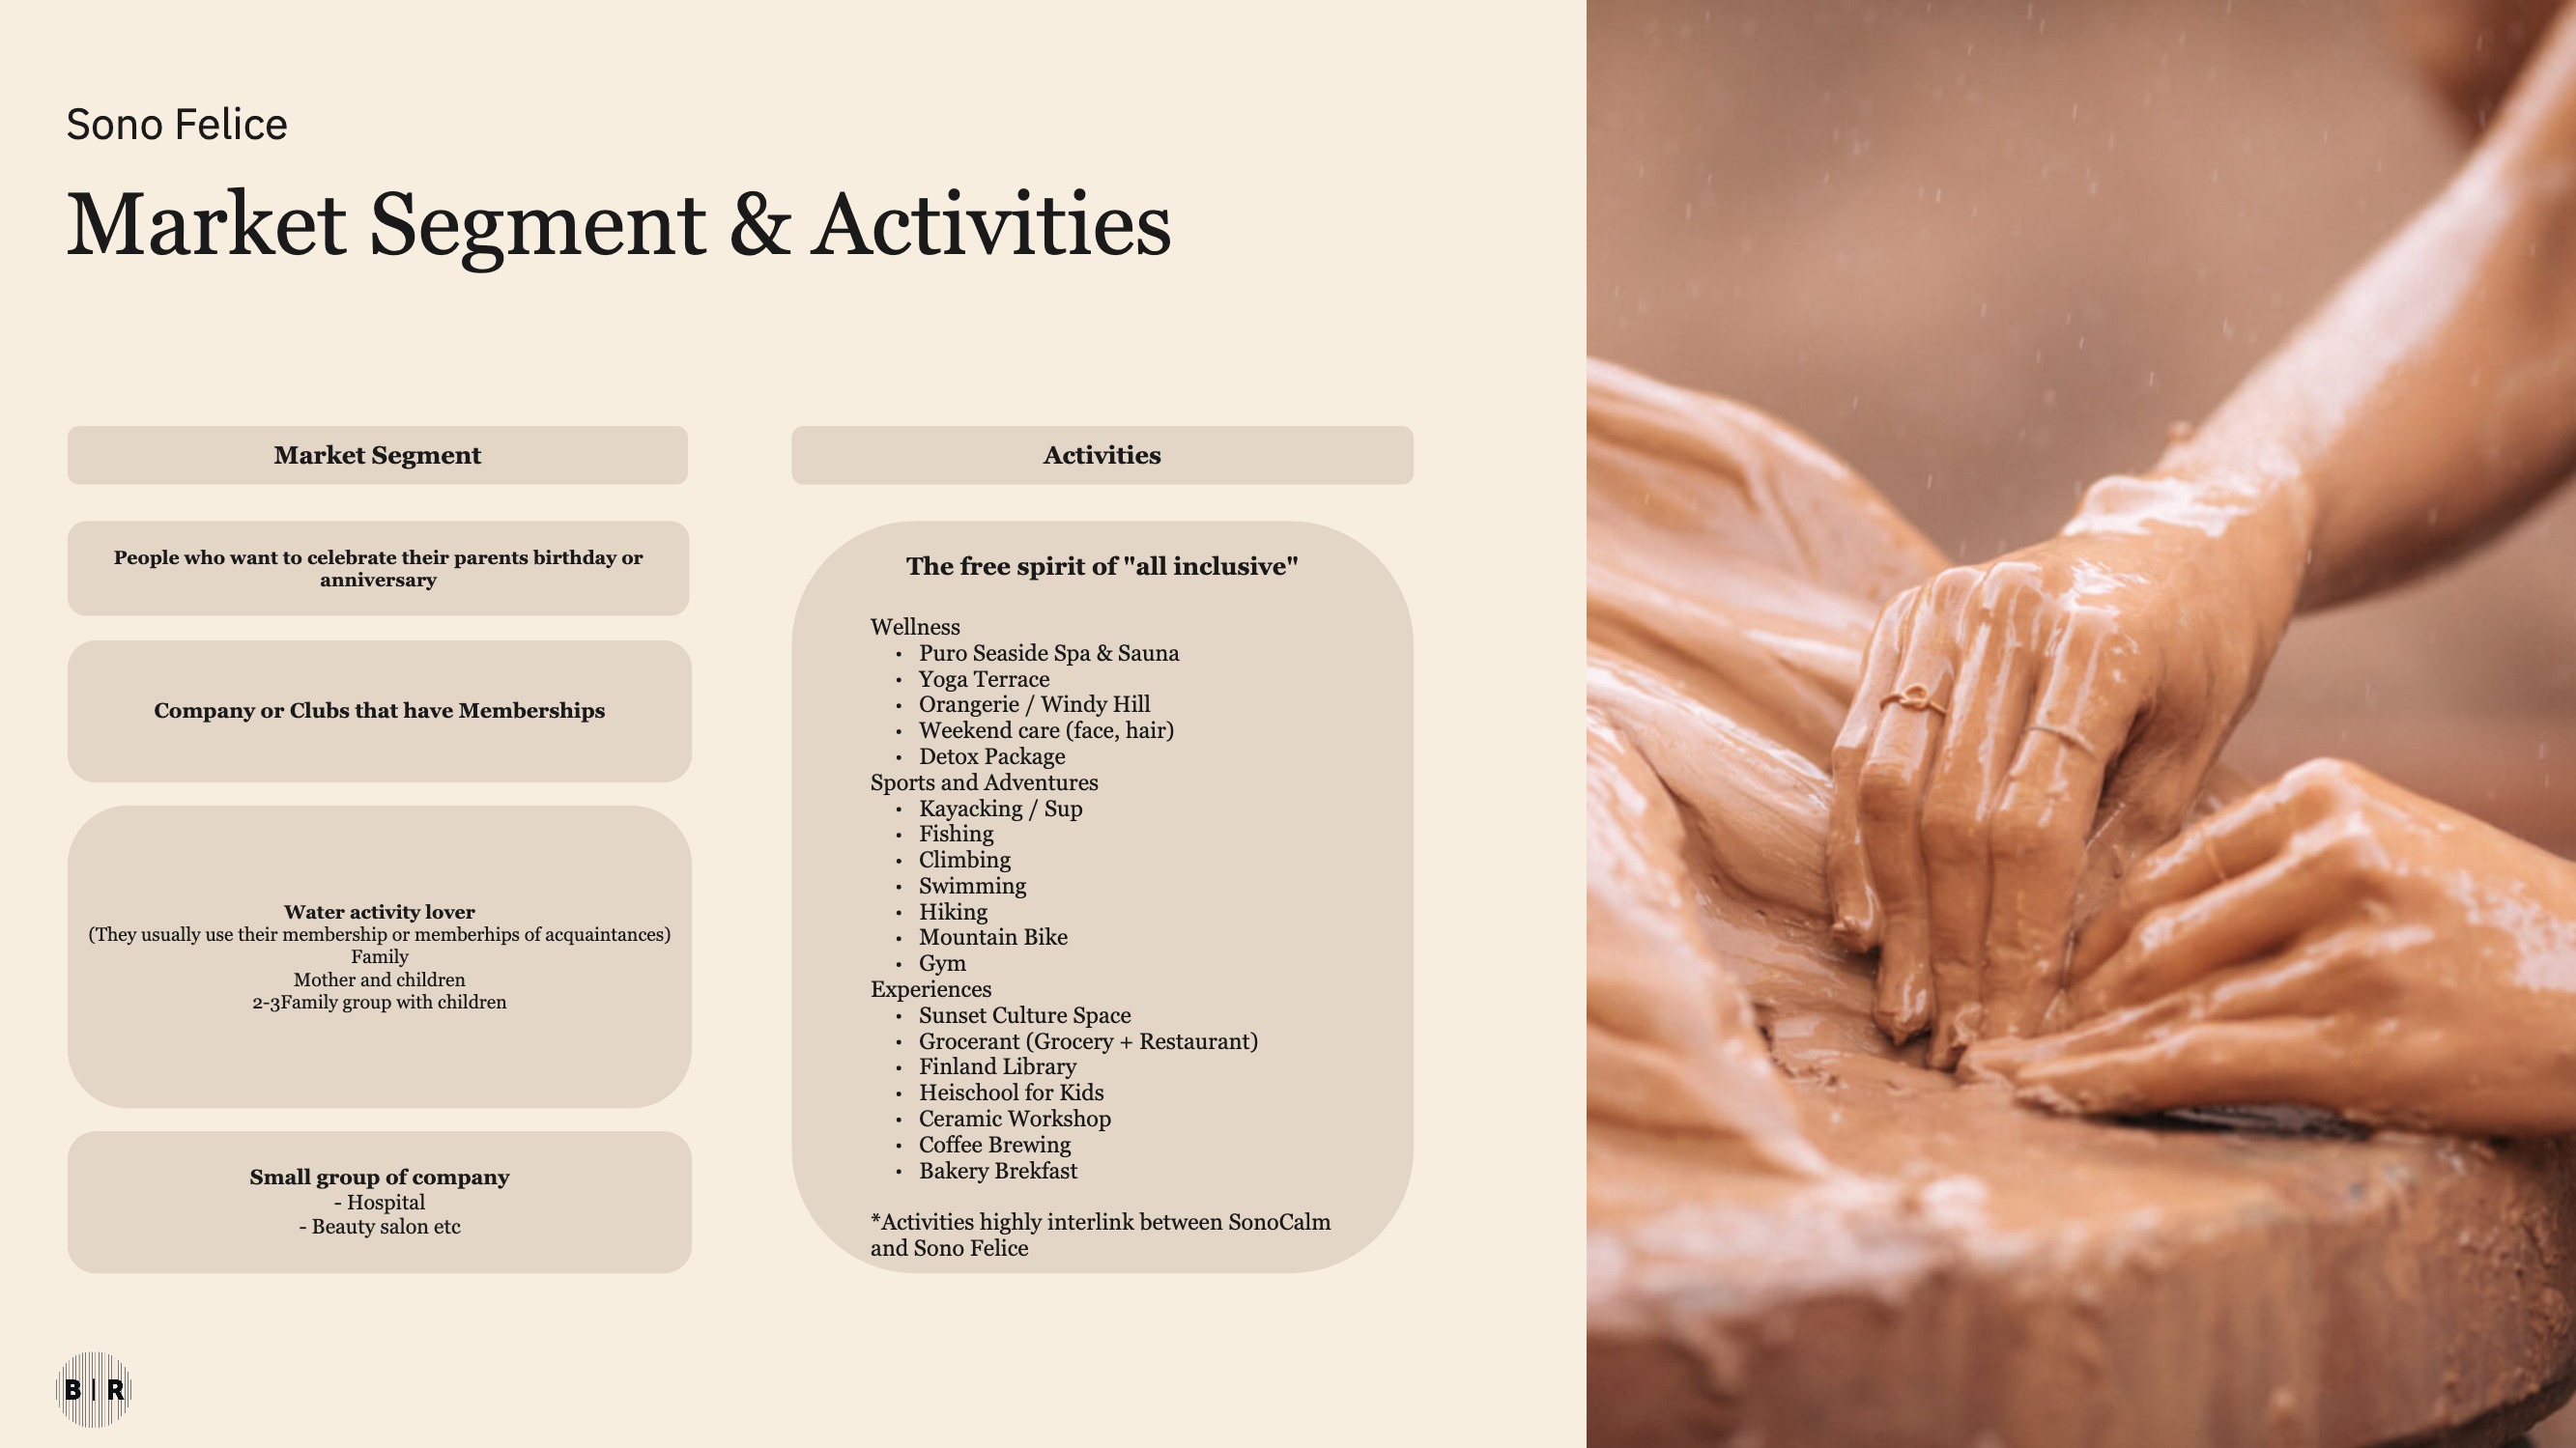 Sono Felice
Market Segment & Activities
Market Segment
People who want to celebrate their parents birthday or
anniversary
Company or Clubs that have Memberships
Water activity lover
(They usually use their membership or memberhips of acquaintances)
Family
Mother and children
2-3Family group with children
Small group of company
- Hospital
- Beauty salon etc
Activities
The free spirit of "all inclusive"
Wellness
• Puro Seaside Spa & Sauna
• Yoga Terrace
• Orangerie / Windy Hill
• Weekend care (face, hair)
• Detox Package
Sports and Adventures
• Kayacking / Sup
• Fishing
• Climbing
• Swimming
• Hiking
• Mountain Bike
• Gym
Experiences
• Sunset Culture Space
• Grocerant (Grocery + Restaurant)
• Finland Library
• Heischool for Kids
• Ceramic Workshop
• Coffee Brewing
• Bakery Brekfast
*Activities highly interlink between SonoCalm
and Sono Felice
B | R